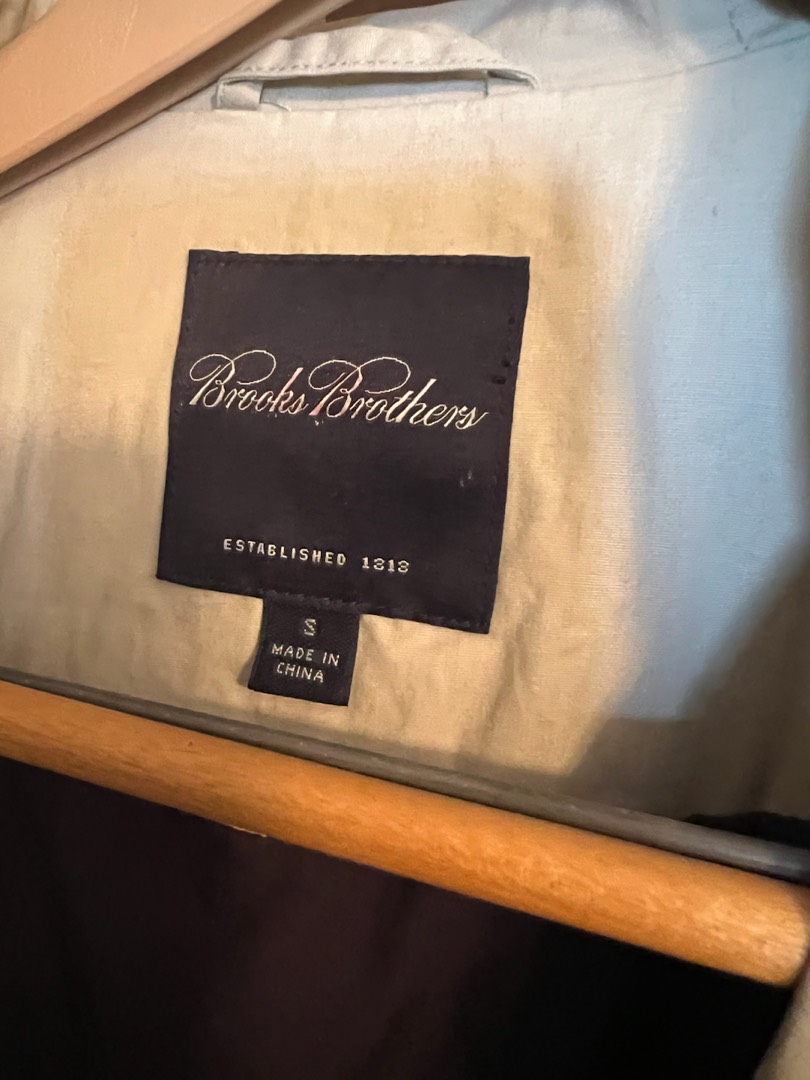 Brooks Brothers
ESTABLISHED 1818
S
MADE IN
CHINA